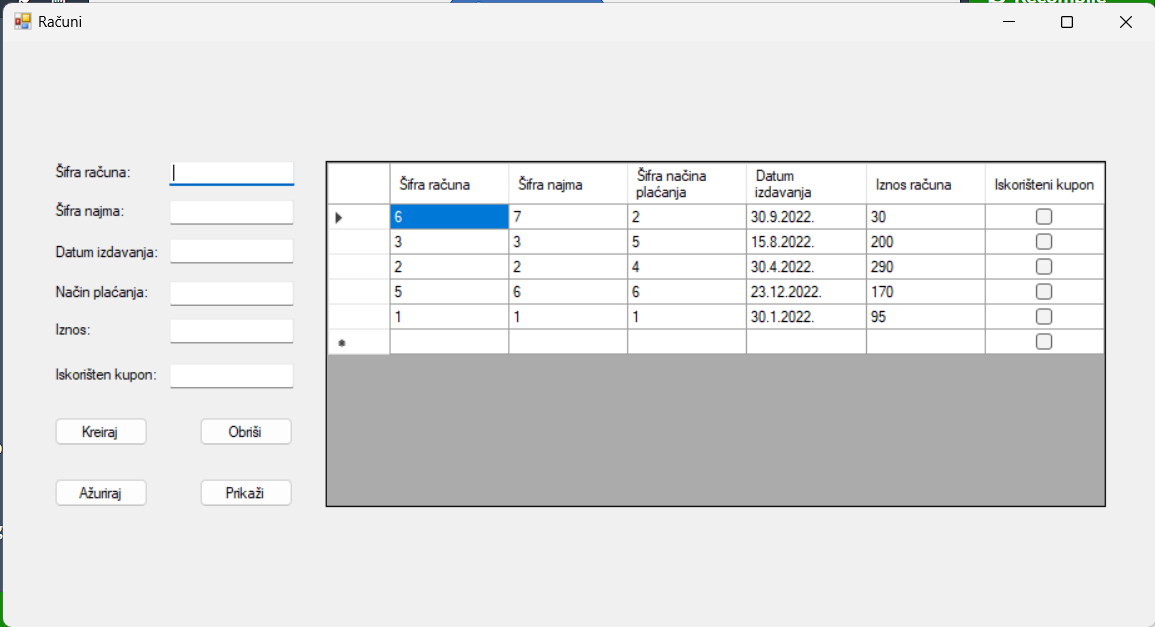 Računi
Šifra računa:
Šifra najma:
Datum izdavanja:
Način plaćanja:
Iznos:
Iskorišten kupon:
Kreiraj
Obriši
Ažuriraj
Prikaži
Šifra računa Šifra najma Šifra načina plaćanja Datum izdavanja Iznos računa Iskorišteni kupon
6 7 2 30.9.2022. 30
3 3 5 15.8.2022. 200
2 2 4 30.4.2022. 290
5 6 6 23.12.2022. 170
1 1 1 30.1.2022. 95